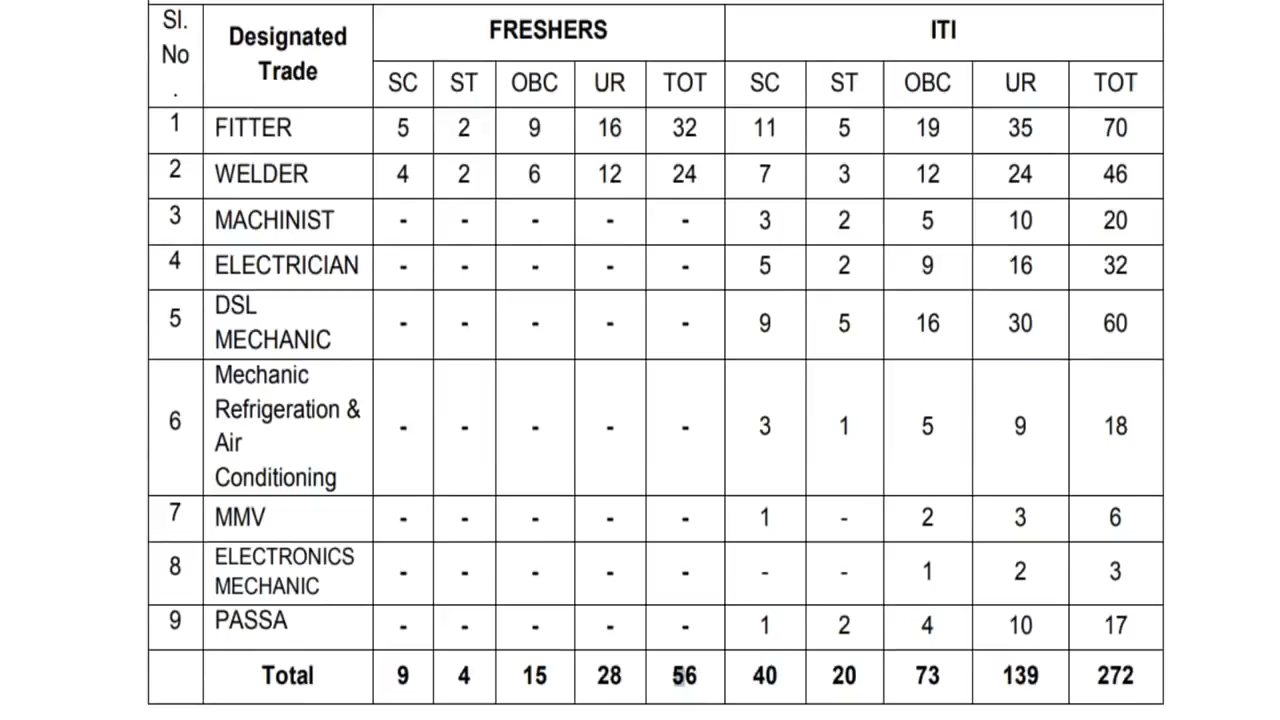 Sl. No . Designated Trade FRESHERS ITI
SC ST OBC UR TOT SC ST OBC UR TOT
1 FITTER 5 2 9 16 32 11 5 19 35 70
2 WELDER 4 2 6 12 24 7 3 12 24 46
3 MACHINIST - - - - - 3 2 5 10 20
4 ELECTRICIAN - - - - - 5 2 9 16 32
5 DSL MECHANIC - - - - - 9 5 16 30 60
6 Mechanic Refrigeration & Air Conditioning - - - - - 3 1 5 9 18
7 MMV - - - - - 1 - 2 3 6
8 ELECTRONICS MECHANIC - - - - - - - 1 2 3
9 PASSA - - - - - 1 2 4 10 17
Total 9 4 15 28 56 40 20 73 139 272